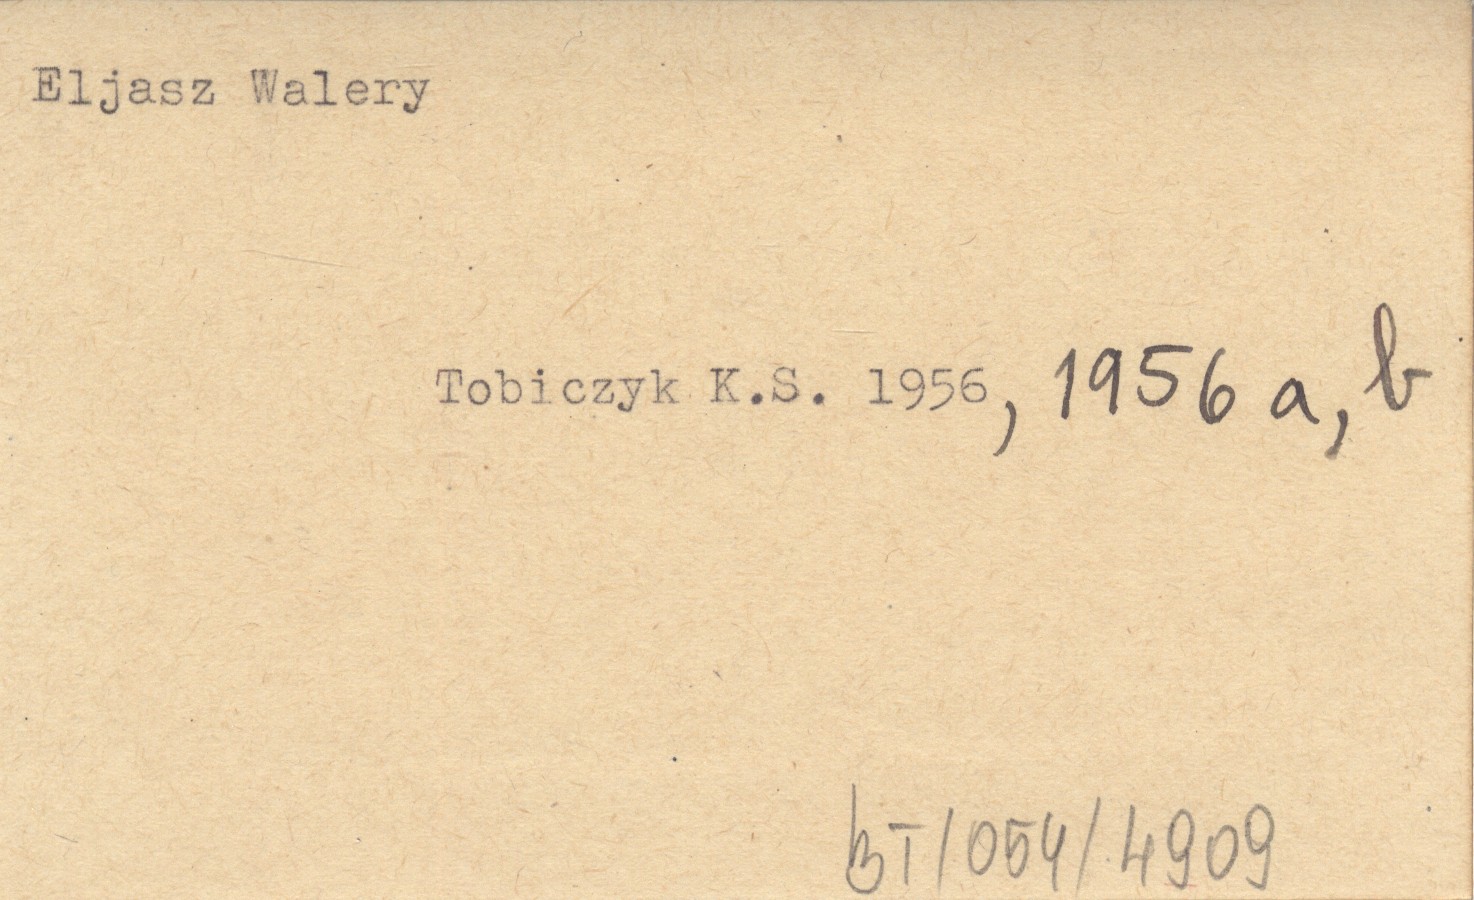 Eljasz Walery
Tobiczyk K.S. 1956, 1956 a, b
BT/054/4909